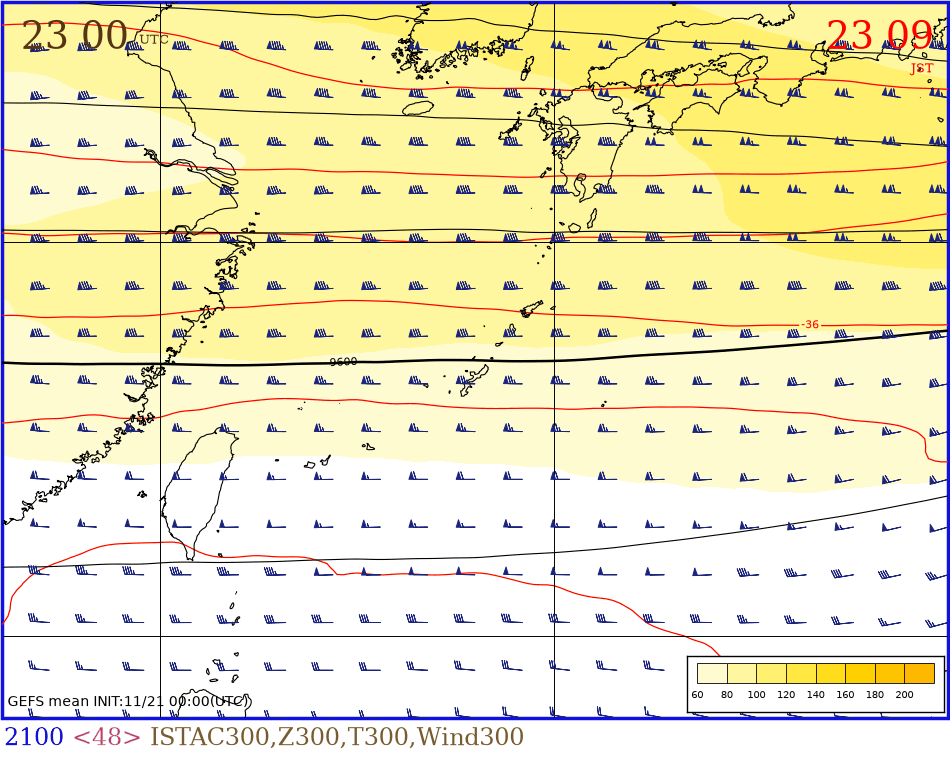 23 00 UTC
23 09
JST
-36
9600
60 80 100 120 140 160 180 200
GEFS mean INIT:11/21 00:00(UTC)
2100 <48> ISTAC300,Z300,T300,Wind300